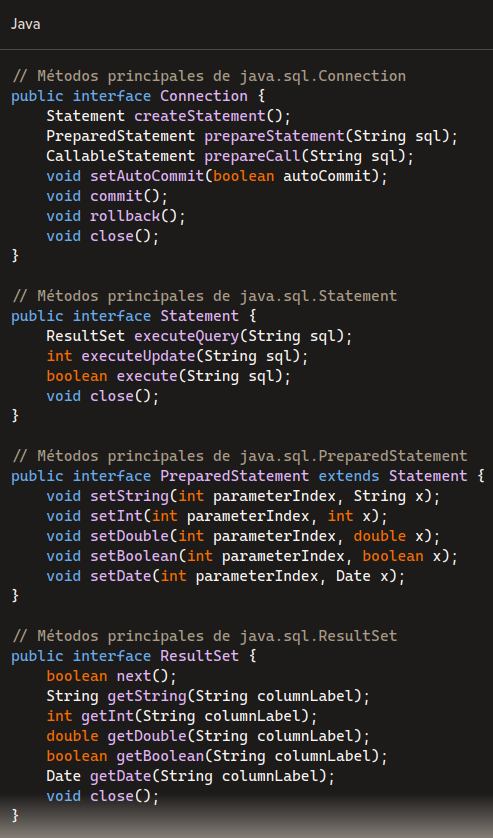 Java
// Métodos principales de java.sql.Connection
public interface Connection {
    Statement createStatement();
    PreparedStatement prepareStatement(String sql);
    CallableStatement prepareCall(String sql);
    void setAutoCommit(boolean autoCommit);
    void commit();
    void rollback();
    void close();
}
// Métodos principales de java.sql.Statement
public interface Statement {
    ResultSet executeQuery(String sql);
    int executeUpdate(String sql);
    boolean execute(String sql);
    void close();
}
// Métodos principales de java.sql.PreparedStatement
public interface PreparedStatement extends Statement {
    void setString(int parameterIndex, String x);
    void setInt(int parameterIndex, int x);
    void setDouble(int parameterIndex, double x);
    void setBoolean(int parameterIndex, boolean x);
    void setDate(int parameterIndex, Date x);
}
// Métodos principales de java.sql.ResultSet
public interface ResultSet {
    boolean next();
    String getString(String columnLabel);
    int getInt(String columnLabel);
    double getDouble(String columnLabel);
    boolean getBoolean(String columnLabel);
    Date getDate(String columnLabel);
    void close();
}